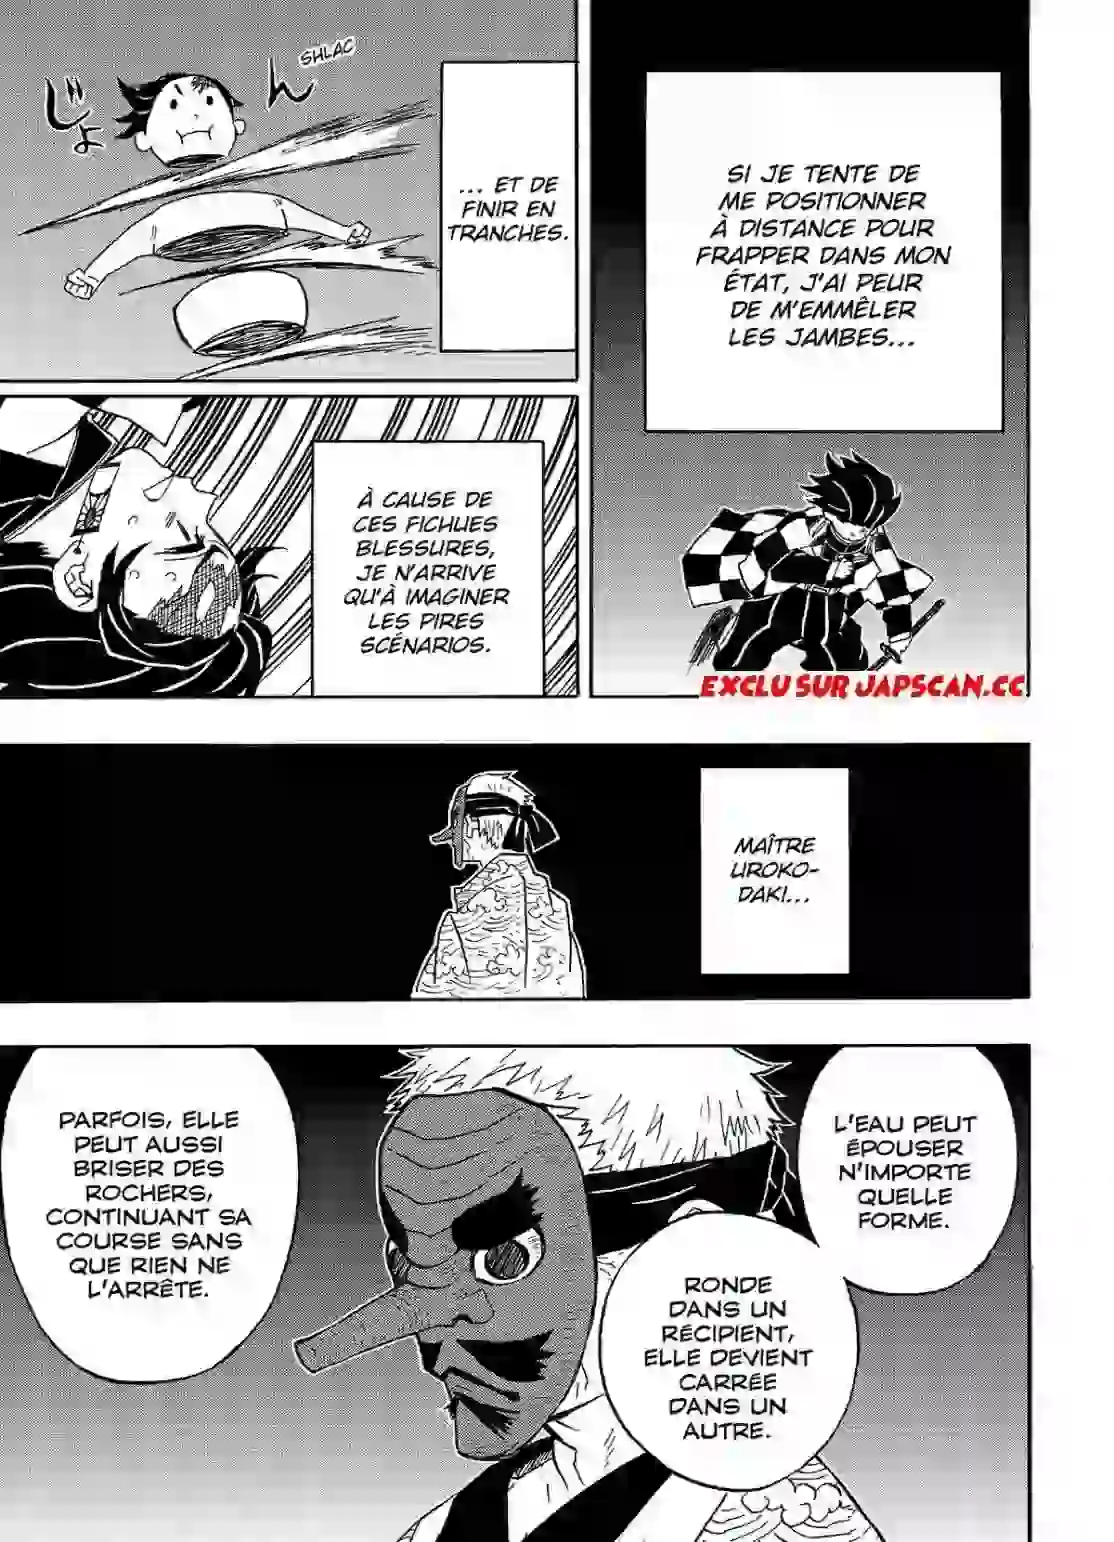 SI JE TENTE DE
ME POSITIONNER
À DISTANCE POUR
FRAPPER DANS MON
ÉTAT, J'AI PEUR
DE M'EMMÊLER
LES JAMBES...
EXCLU SUR JAPSCAN.CC
SHLAC
じょ
ん
... ET DE
FINIR EN
TRANCHES.
À CAUSE DE
CES FICHUES
BLESSURES,
JE N'ARRIVE
QU'À IMAGINER
LES PIRES
SCÉNARIOS.
MAÎTRE
UROKO-
DAKI...
L'EAU PEUT
ÉPOUSER
N'IMPORTE
QUELLE
FORME.
RONDE
DANS UN
RÉCIPIENT,
ELLE DEVIENT
CARRÉE
DANS UN
AUTRE.
PARFOIS, ELLE
PEUT AUSSI
BRISER DES
ROCHERS,
CONTINUANT SA
COURSE SANS
QUE RIEN NE
L'ARRÊTE.